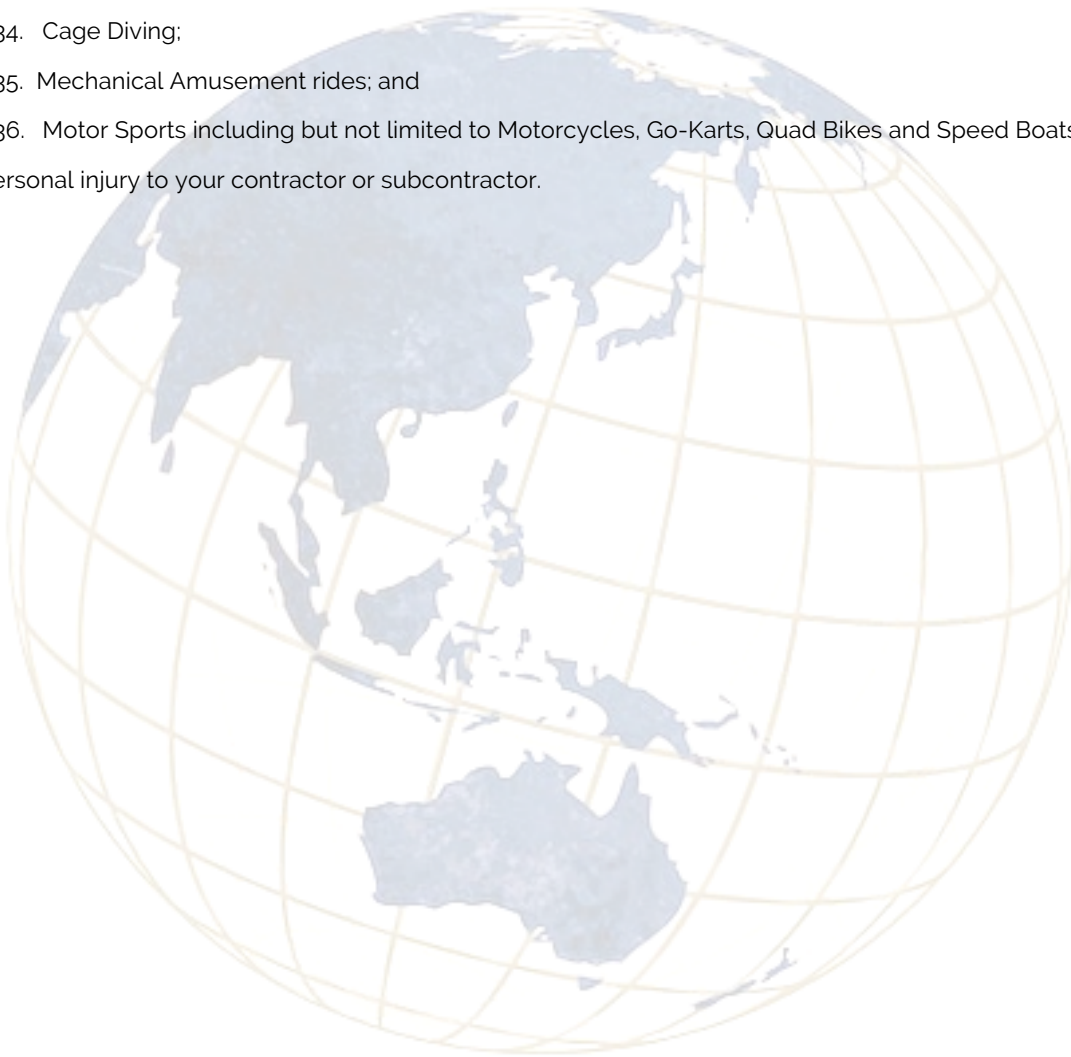 34. Cage Diving;
35. Mechanical Amusement rides; and
36. Motor Sports including but not limited to Motorcycles, Go-Karts, Quad Bikes and Speed Boats
ersonal injury to your contractor or subcontractor.